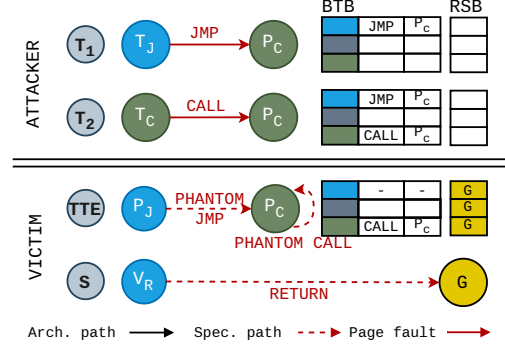 BTB RSB
ATTACKER
T1 TJ JMP PC JMP Pc
T2 TC CALL PC JMP Pc
CALL Pc
VICTIM
TTE PJ PHANTOM JMP PC - - G
G
PHANTOM CALL CALL Pc G
S VR RETURN G
Arch. path Spec. path Page fault